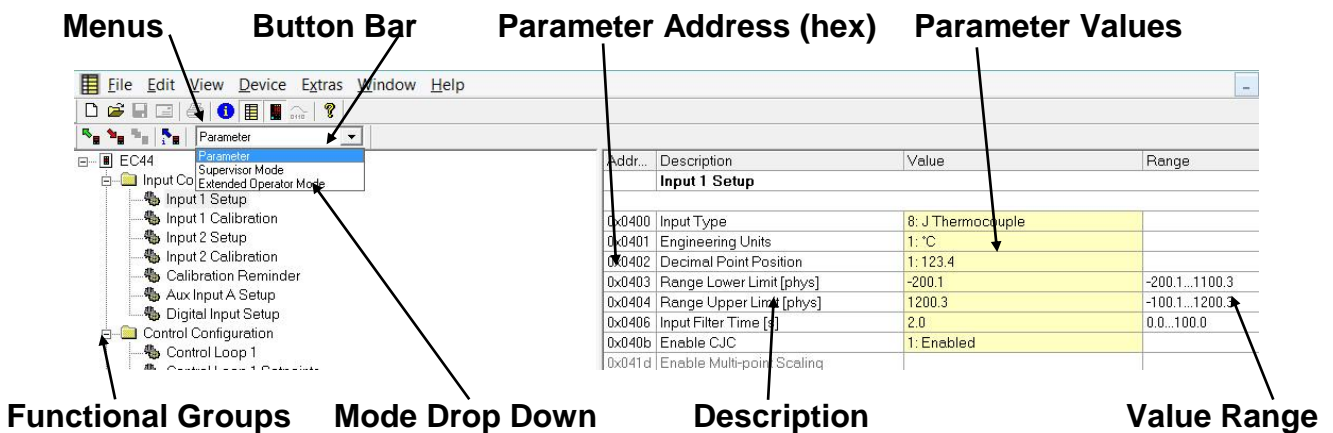 Menus Button Bar Parameter Address (hex) Parameter Values
File Edit View Device Extras Window Help
Parameter
Parameter
Supervisor Mode
Extended Operator Mode
EC44
Input Co
Input 1 Setup
Input 1 Calibration
Input 2 Setup
Input 2 Calibration
Calibration Reminder
Aux Input A Setup
Digital Input Setup
Control Configuration
Control Loop 1
Control Loop 1 Setpoints
Addr... Description Value Range
Input 1 Setup
0x0400 Input Type 8: J Thermocouple
0x0401 Engineering Units 1: °C
0x0402 Decimal Point Position 1: 123.4
0x0403 Range Lower Limit [phys] -200.1 -200.1...1100.3
0x0404 Range Upper Limit [phys] 1200.3 -100.1...1200.3
0x0406 Input Filter Time [s] 2.0 0.0...100.0
0x040b Enable CJC 1: Enabled
0x041d Enable Multi-point Scaling
Functional Groups Mode Drop Down Description Value Range